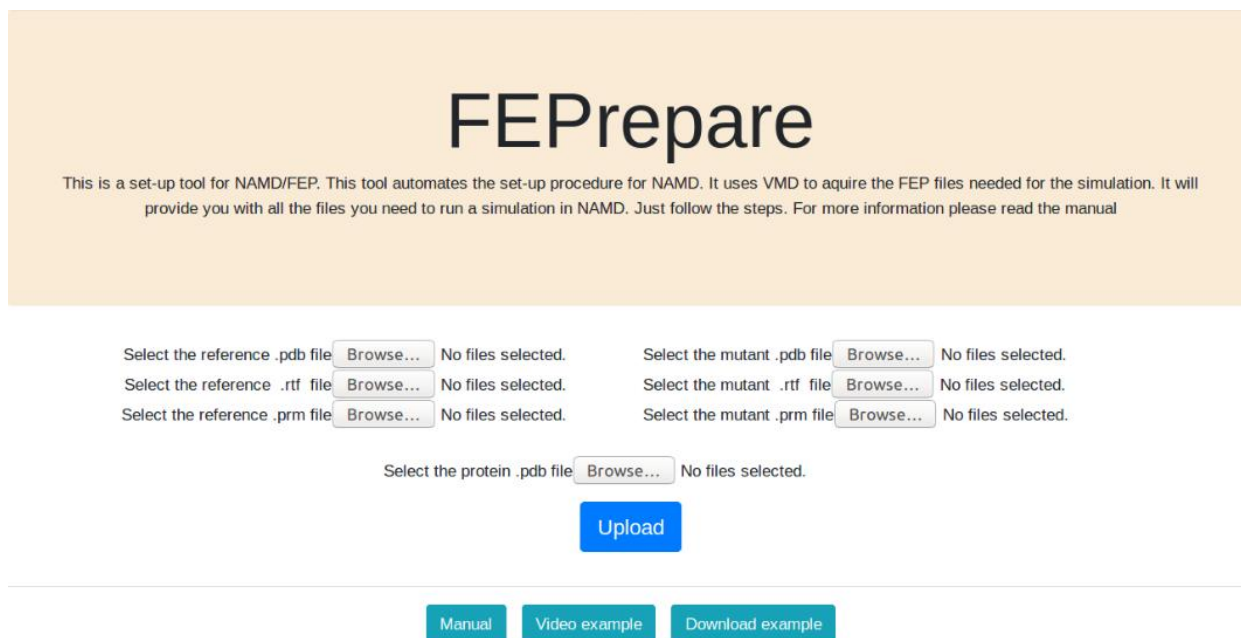 FEPrepare
This is a set-up tool for NAMD/FEP. This tool automates the set-up procedure for NAMD. It uses VMD to aquire the FEP files needed for the simulation. It will
provide you with all the files you need to run a simulation in NAMD. Just follow the steps. For more information please read the manual
Select the reference .pdb file Browse... No files selected. Select the mutant .pdb file Browse... No files selected.
Select the reference .rtf file Browse... No files selected. Select the mutant .rtf file Browse... No files selected.
Select the reference .prm file Browse... No files selected. Select the mutant .prm file Browse... No files selected.
Select the protein .pdb file Browse... No files selected.
Upload
Manual Video example Download example